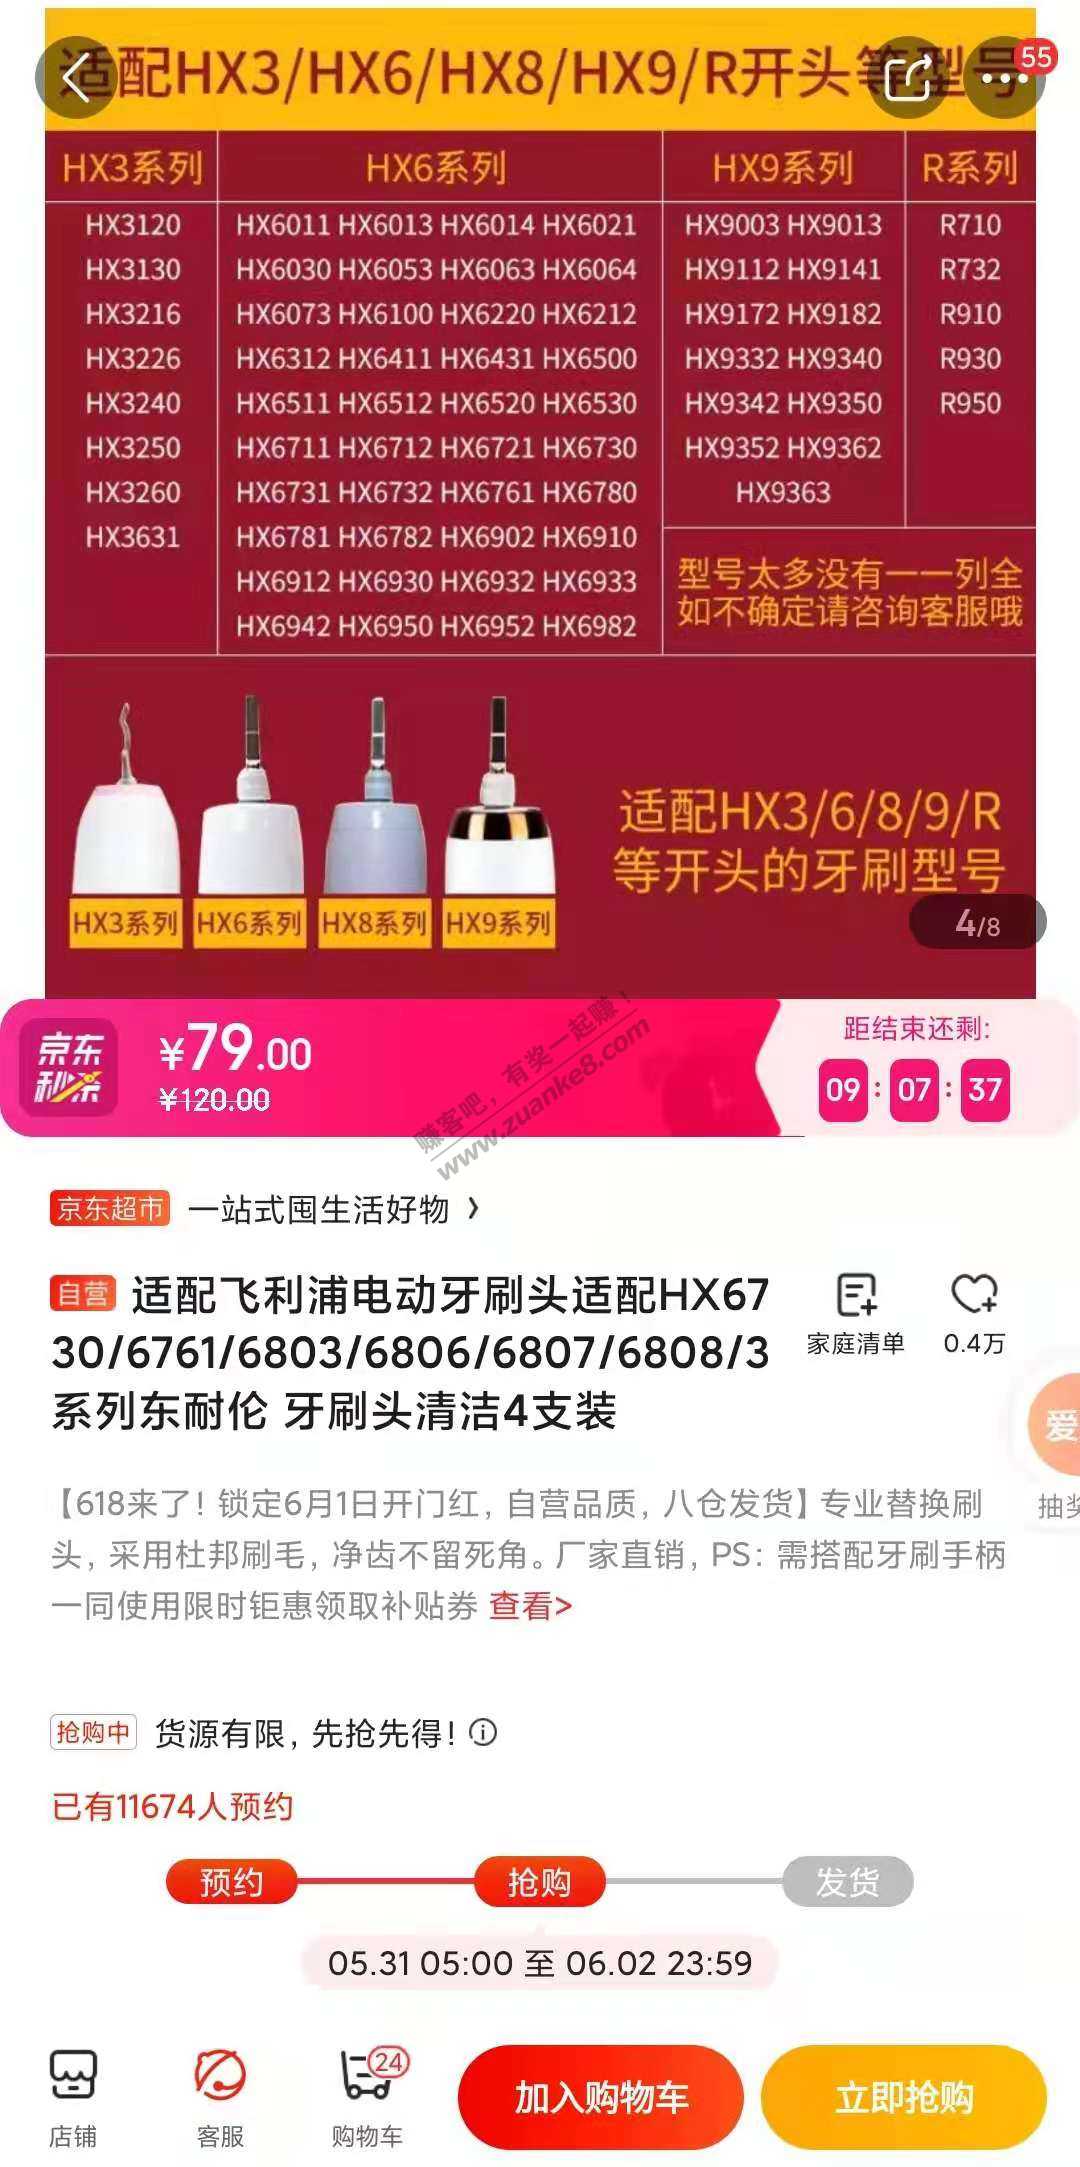 适配HX3/HX6/HX8/HX9/R开头等型号
55
HX3系列 HX6系列 HX9系列 R系列
HX3120 HX6011 HX6013 HX6014 HX6021 HX9003 HX9013 R710
HX3130 HX6030 HX6053 HX6063 HX6064 HX9112 HX9141 R732
HX3216 HX6073 HX6100 HX6220 HX6212 HX9172 HX9182 R910
HX3226 HX6312 HX6411 HX6431 HX6500 HX9332 HX9340 R930
HX3240 HX6511 HX6512 HX6520 HX6530 HX9342 HX9350 R950
HX3250 HX6711 HX6712 HX6721 HX6730 HX9352 HX9362
HX3260 HX6731 HX6732 HX6761 HX6780 HX9363
HX3631 HX6781 HX6782 HX6902 HX6910
HX6912 HX6930 HX6932 HX6933
HX6942 HX6950 HX6952 HX6982
型号太多没有一一列全
如不确定请咨询客服哦
适配HX3/6/8/9/R
等开头的牙刷型号
HX3系列 HX6系列 HX8系列 HX9系列
4/8
京东
秒杀
¥79.00
¥120.00
距结束还剩:
09 : 07 : 37
赚客吧，有奖一起赚！
www.zuanke8.com
京东超市 一站式囤生活好物 >
自营 适配飞利浦电动牙刷头适配HX67
30/6761/6803/6806/6807/6808/3
系列东耐伦 牙刷头清洁4支装
家庭清单 0.4万
爱
抽奖
【618来了！锁定6月1日开门红，自营品质，八仓发货】专业替换刷
头，采用杜邦刷毛，净齿不留死角。厂家直销，PS：需搭配牙刷手柄
一同使用限时钜惠领取补贴券 查看>
抢购中 货源有限，先抢先得！
已有11674人预约
预约 抢购 发货
05.31 05:00 至 06.02 23:59
24
店铺 客服 购物车 加入购物车 立即抢购